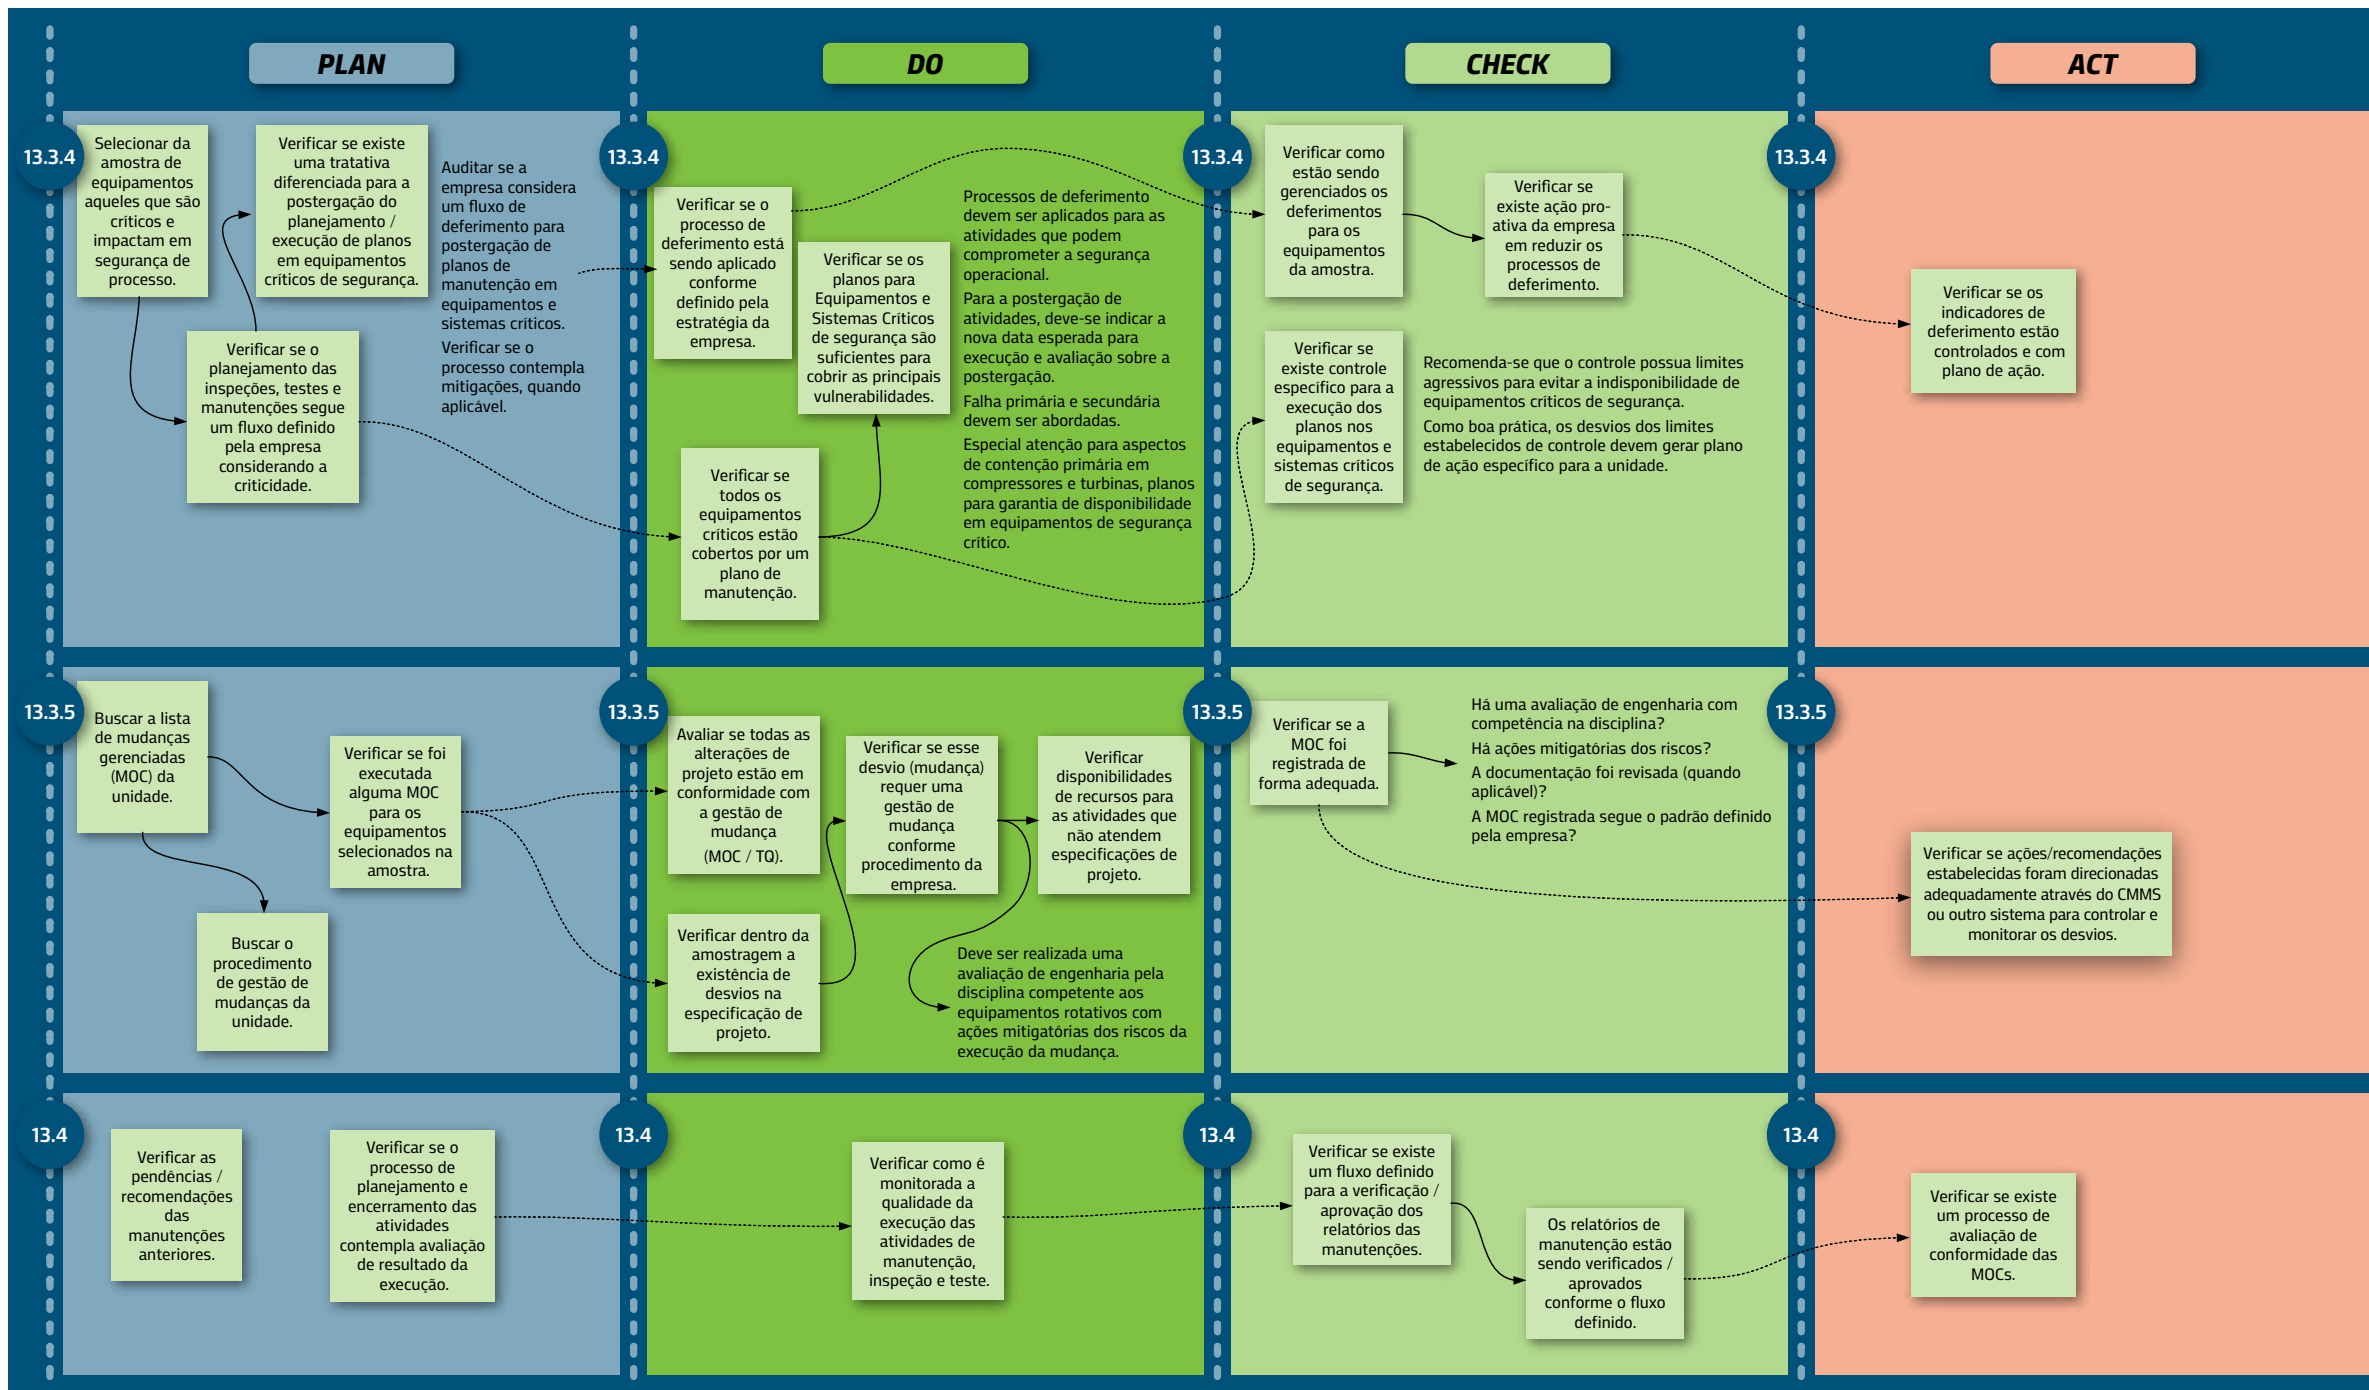 PLAN
DO
CHECK
ACT
13.3.4
Selecionar da
amostra de
equipamentos
aqueles que são
críticos e
impactam em
segurança de
processo.
Verificar se existe
uma tratativa
diferenciada para a
postergação do
planejamento /
execução de planos
em equipamentos
críticos de segurança.
Verificar se o
planejamento das
inspeções, testes e
manutenções segue
um fluxo definido
pela empresa
considerando a
criticidade.
Auditar se a
empresa considera
um fluxo de
deferimento para
postergação de
planos de
manutenção em
equipamentos e
sistemas críticos.
Verificar se o
processo contempla
mitigações, quando
aplicável.
13.3.4
Verificar se o
processo de
deferimento está
sendo aplicado
conforme
definido pela
estratégia da
empresa.
Verificar se os
planos para
Equipamentos e
Sistemas Críticos
de segurança são
suficientes para
cobrir as principais
vulnerabilidades.
Verificar se
todos os
equipamentos
críticos estão
cobertos por um
plano de
manutenção.
Processos de deferimento
devem ser aplicados para as
atividades que podem
comprometer a segurança
operacional.
Para a postergação de
atividades, deve-se indicar a
nova data esperada para
execução e avaliação sobre a
postergação.
Falha primária e secundária
devem ser abordadas.
Especial atenção para aspectos
de contenção primária em
compressores e turbinas, planos
para garantia de disponibilidade
em equipamentos de segurança
crítico.
13.3.4
Verificar como
estão sendo
gerenciados os
deferimentos
para os
equipamentos
da amostra.
Verificar se
existe ação pro-
ativa da empresa
em reduzir os
processos de
deferimento.
Verificar se
existe controle
específico para a
execução dos
planos nos
equipamentos e
sistemas críticos
de segurança.
Recomenda-se que o controle possua limites
agressivos para evitar a indisponibilidade de
equipamentos críticos de segurança.
Como boa prática, os desvios dos limites
estabelecidos de controle devem gerar plano
de ação específico para a unidade.
13.3.4
Verificar se os
indicadores de
deferimento estão
controlados e com
plano de ação.
13.3.5
Buscar a lista
de mudanças
gerenciadas
(MOC) da
unidade.
Verificar se foi
executada
alguma MOC
para os
equipamentos
selecionados na
amostra.
Buscar o
procedimento
de gestão de
mudanças da
unidade.
13.3.5
Avaliar se todas as
alterações de
projeto estão em
conformidade com
a gestão de
mudança
(MOC / TQ).
Verificar dentro da
amostragem a
existência de
desvios na
especificação de
projeto.
Verificar se esse
desvio (mudança)
requer uma
gestão de
mudança
conforme
procedimento da
empresa.
Verificar
disponibilidades
de recursos para
as atividades que
não atendem
especificações de
projeto.
Deve ser realizada uma
avaliação de engenharia pela
disciplina competente aos
equipamentos rotativos com
ações mitigatórias dos riscos da
execução da mudança.
13.3.5
Verificar se a
MOC foi
registrada de
forma adequada.
Há uma avaliação de engenharia com
competência na disciplina?
Há ações mitigatórias dos riscos?
A documentação foi revisada (quando
aplicável)?
A MOC registrada segue o padrão definido
pela empresa?
13.3.5
Verificar se ações/recomendações
estabelecidas foram direcionadas
adequadamente através do CMMS
ou outro sistema para controlar e
monitorar os desvios.
13.4
Verificar as
pendências /
recomendações
das
manutenções
anteriores.
Verificar se o
processo de
planejamento e
encerramento das
atividades
contempla avaliação
de resultado da
execução.
13.4
Verificar como é
monitorada a
qualidade da
execução das
atividades de
manutenção,
inspeção e teste.
13.4
Verificar se existe
um fluxo definido
para a verificação /
aprovação dos
relatórios das
manutenções.
Os relatórios de
manutenção estão
sendo verificados /
aprovados
conforme o fluxo
definido.
13.4
Verificar se existe
um processo de
avaliação de
conformidade das
MOCs.